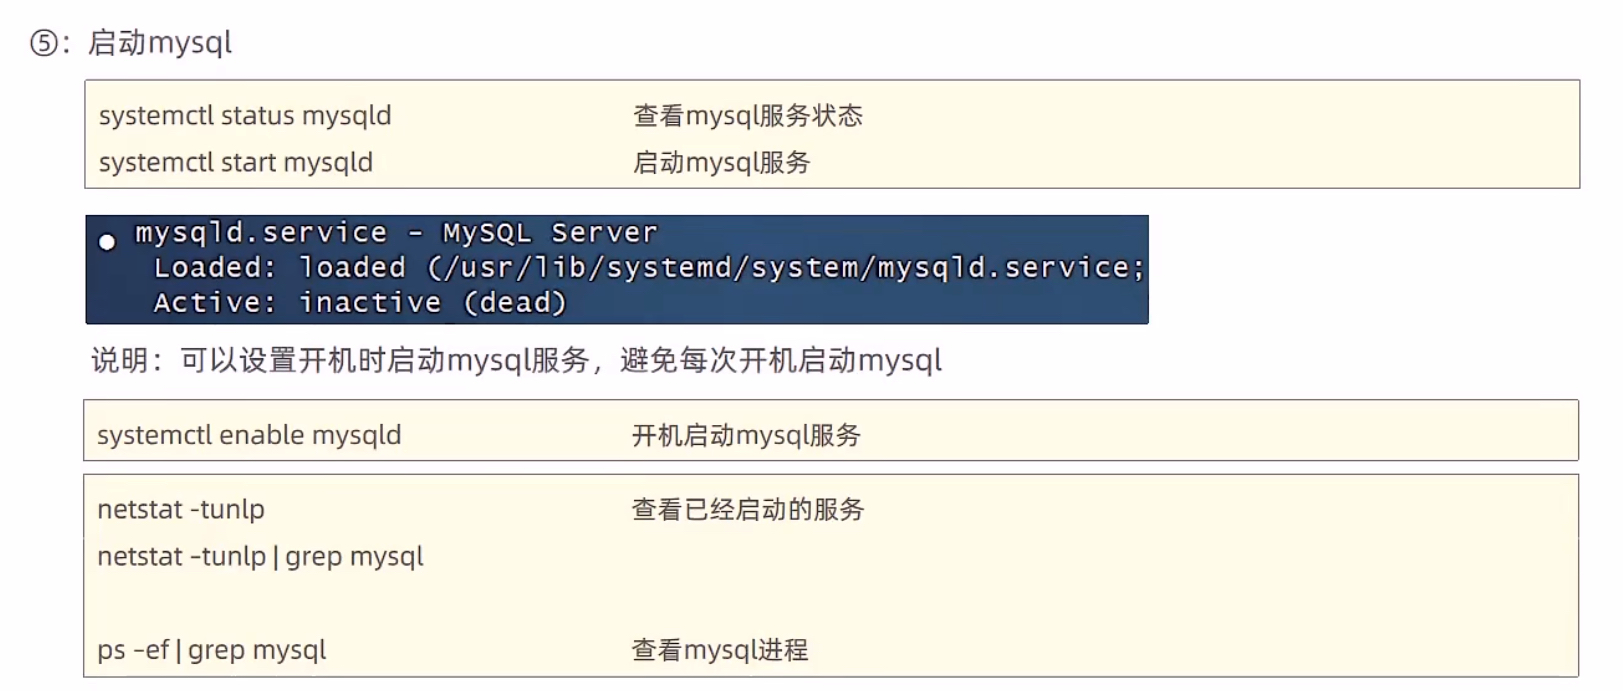 ⑤：启动mysql
systemctl status mysqld 查看mysql服务状态
systemctl start mysqld 启动mysql服务
● mysqld.service - MySQL Server
Loaded: loaded (/usr/lib/systemd/system/mysqld.service;
Active: inactive (dead)
说明：可以设置开机时启动mysql服务，避免每次开机启动mysql
systemctl enable mysqld 开机启动mysql服务
netstat -tunlp 查看已经启动的服务
netstat –tunlp | grep mysql
ps –ef | grep mysql 查看mysql进程